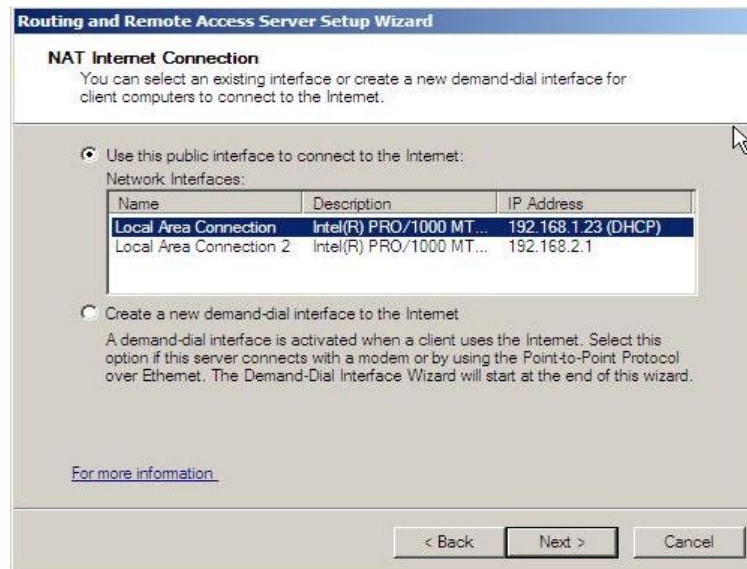 Routing and Remote Access Server Setup Wizard
NAT Internet Connection
You can select an existing interface or create a new demand-dial interface for
client computers to connect to the Internet.
Use this public interface to connect to the Internet:
Network Interfaces:
Name Description IP Address
Local Area Connection Intel(R) PRO/1000 MT... 192.168.1.23 (DHCP)
Local Area Connection 2 Intel(R) PRO/1000 MT... 192.168.2.1
Create a new demand-dial interface to the Internet
A demand-dial interface is activated when a client uses the Internet. Select this
option if this server connects with a modem or by using the Point-to-Point Protocol
over Ethernet. The Demand-Dial Interface Wizard will start at the end of this wizard.
For more information
< Back Next > Cancel